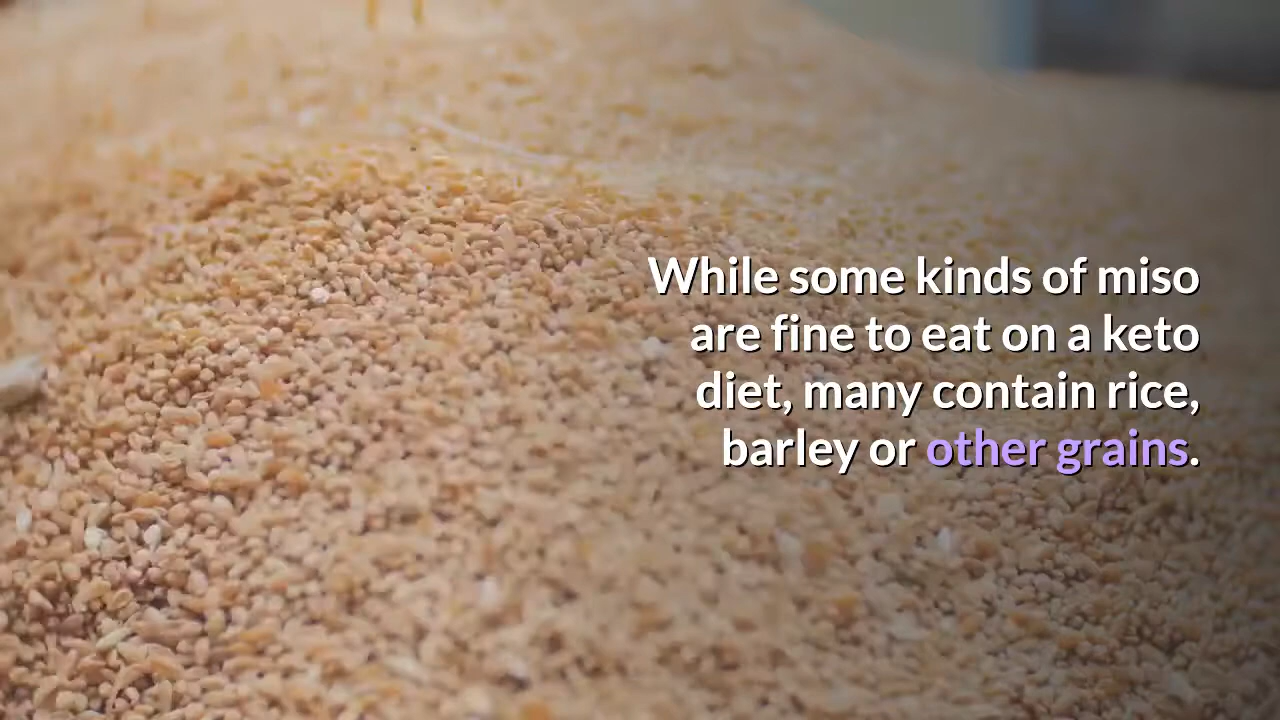 While some kinds of miso
are fine to eat on a keto
diet, many contain rice,
barley or other grains.